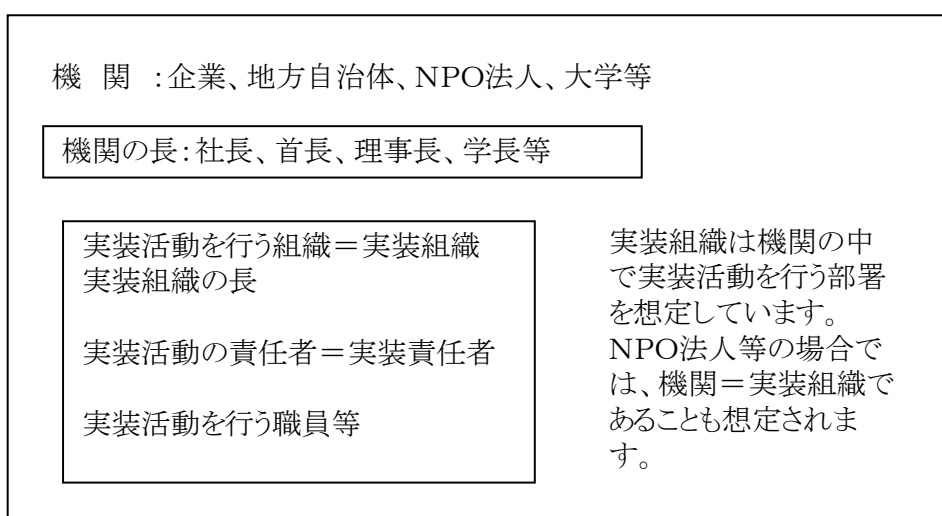 機 関 :企業、地方自治体、NPO法人、大学等
機関の長:社長、首長、理事長、学長等
実装活動を行う組織=実装組織
実装組織の長
実装活動の責任者=実装責任者
実装活動を行う職員等
実装組織は機関の中
で実装活動を行う部署
を想定しています。
NPO法人等の場合で
は、機関=実装組織で
あることも想定されま
す。